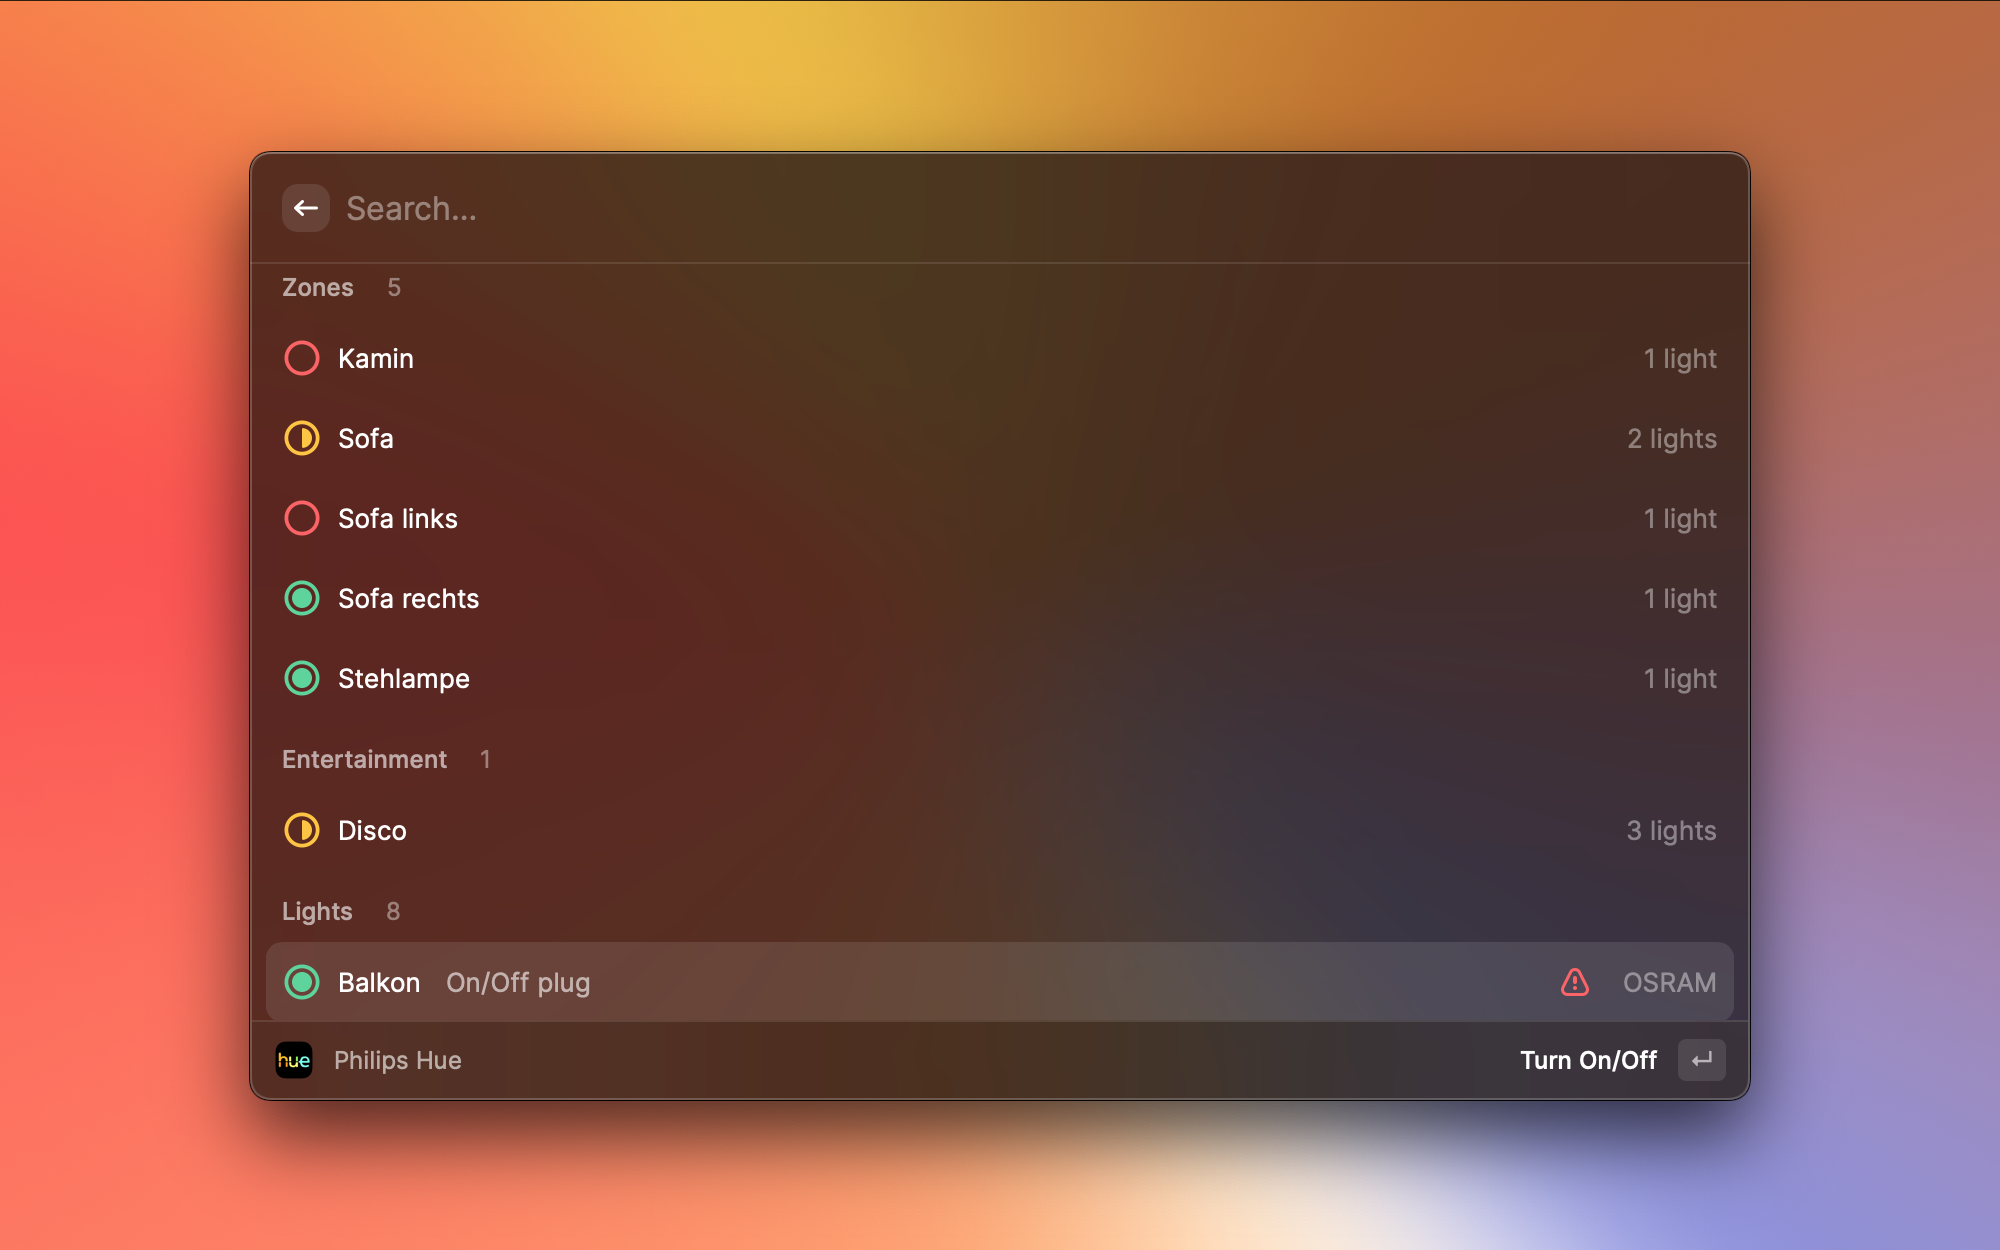 Search...
Zones 5
Kamin 1 light
Sofa 2 lights
Sofa links 1 light
Sofa rechts 1 light
Stehlampe 1 light
Entertainment 1
Disco 3 lights
Lights 8
Balkon On/Off plug OSRAM
hue Philips Hue Turn On/Off